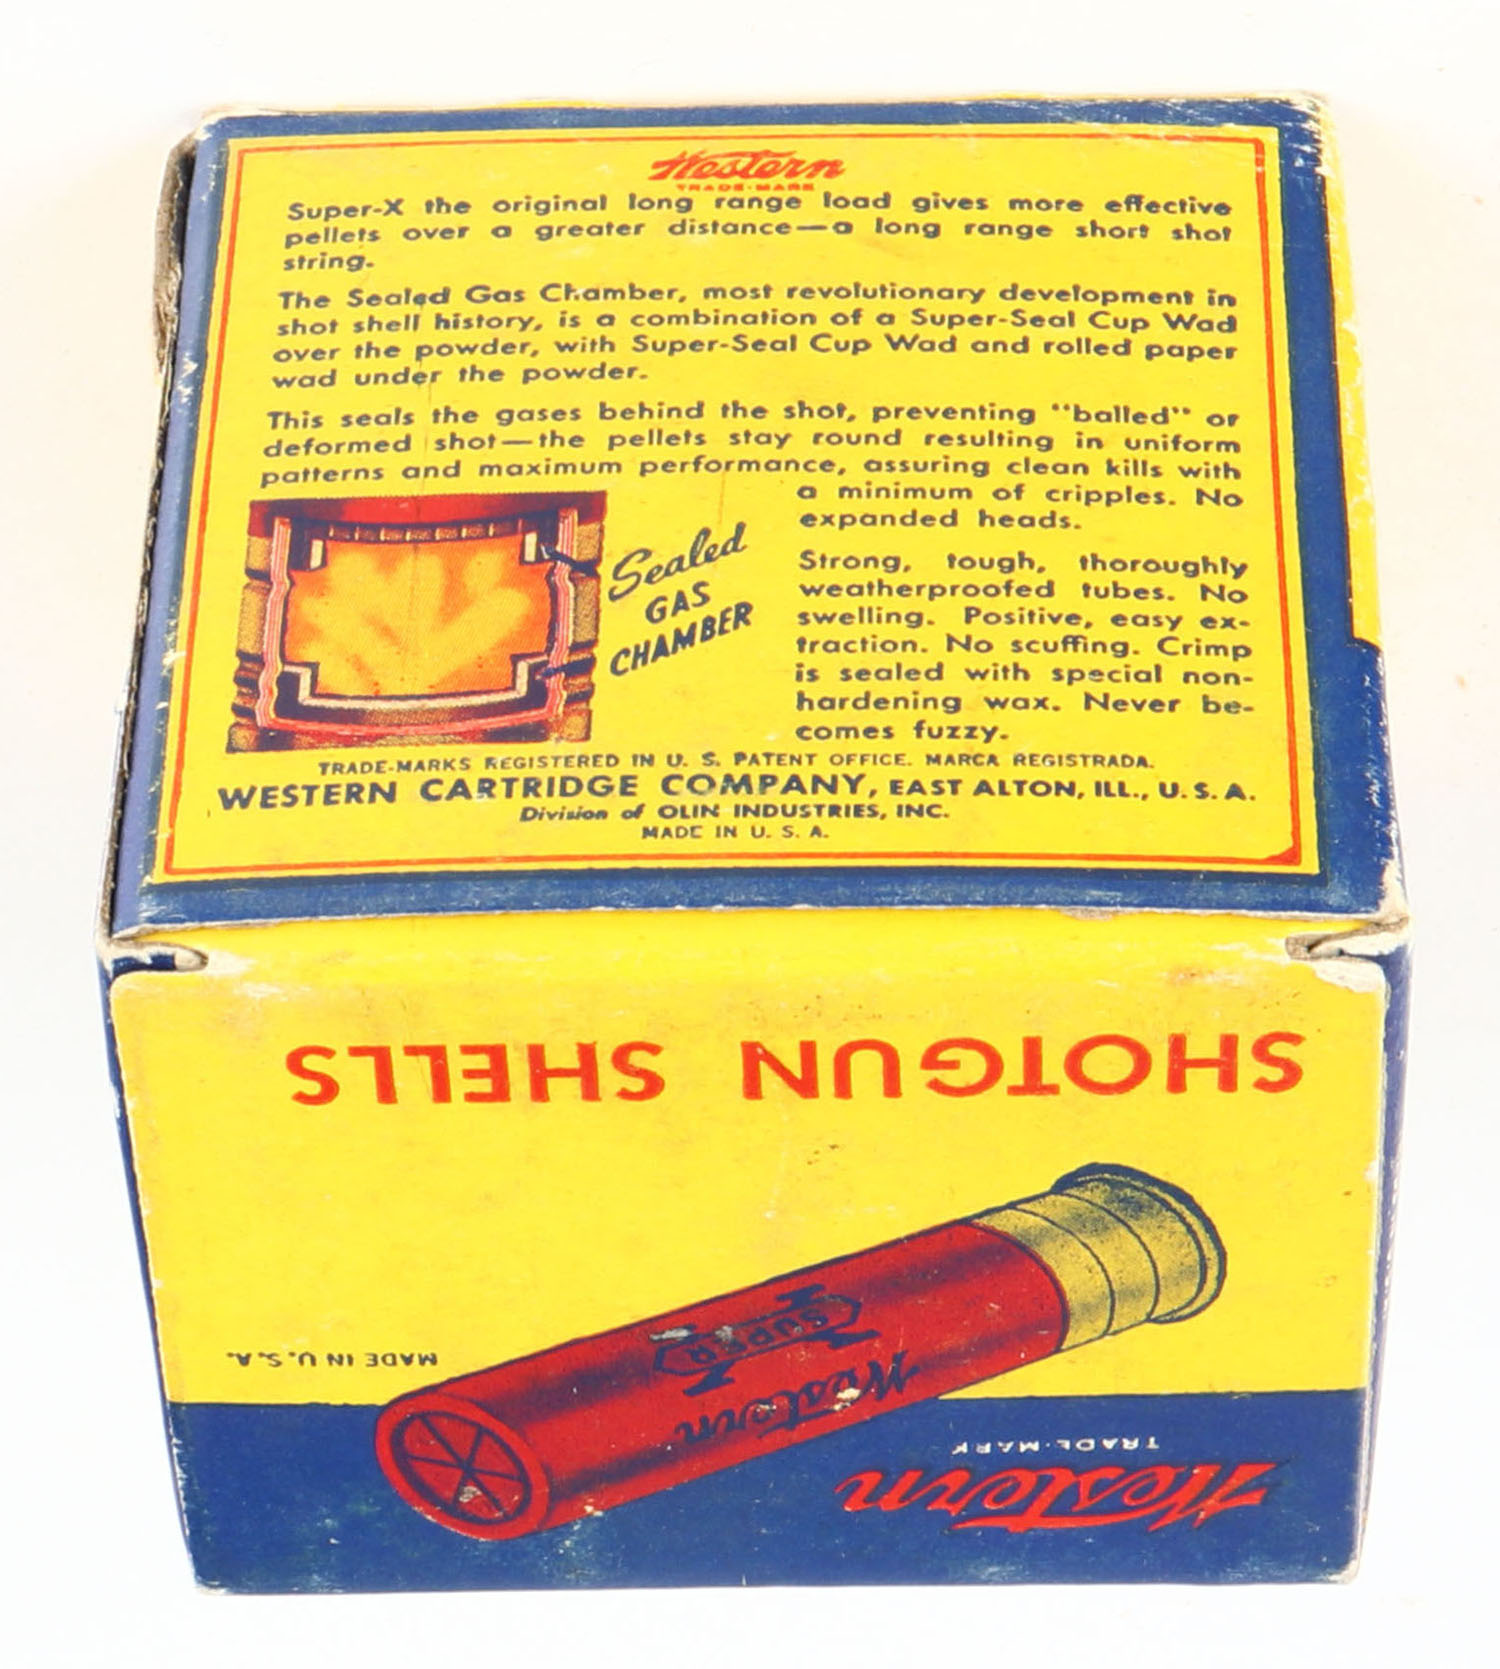 Western
TRADE-MARK
Super-X the original long range load gives more effective
pellets over a greater distance—a long range short shot
string.
The Sealed Gas Chamber, most revolutionary development in
shot shell history, is a combination of a Super-Seal Cup Wad
over the powder, with Super-Seal Cup Wad and rolled paper
wad under the powder.
This seals the gases behind the shot, preventing "balled" or
deformed shot—the pellets stay round resulting in uniform
patterns and maximum performance, assuring clean kills with
a minimum of cripples. No
expanded heads.
Sealed
GAS
CHAMBER
Strong, tough, thoroughly
weatherproofed tubes. No
swelling. Positive, easy ex-
traction. No scuffing. Crimp
is sealed with special non-
hardening wax. Never be-
comes fuzzy.
TRADE-MARKS REGISTERED IN U. S. PATENT OFFICE. MARCA REGISTRADA.
WESTERN CARTRIDGE COMPANY, EAST ALTON, ILL., U. S. A.
Division of OLIN INDUSTRIES, INC.
MADE IN U. S. A.
Western
TRADE-MARK
Western
SUPER
X
MADE IN U.S.A.
SHOTGUN SHELLS